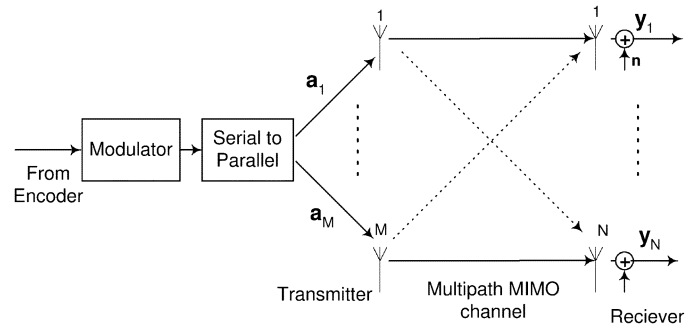 1
1
y1
n
a1
Modulator
Serial to
Parallel
From
Encoder
aM
M
N
yN
Transmitter
Multipath MIMO
channel
Reciever